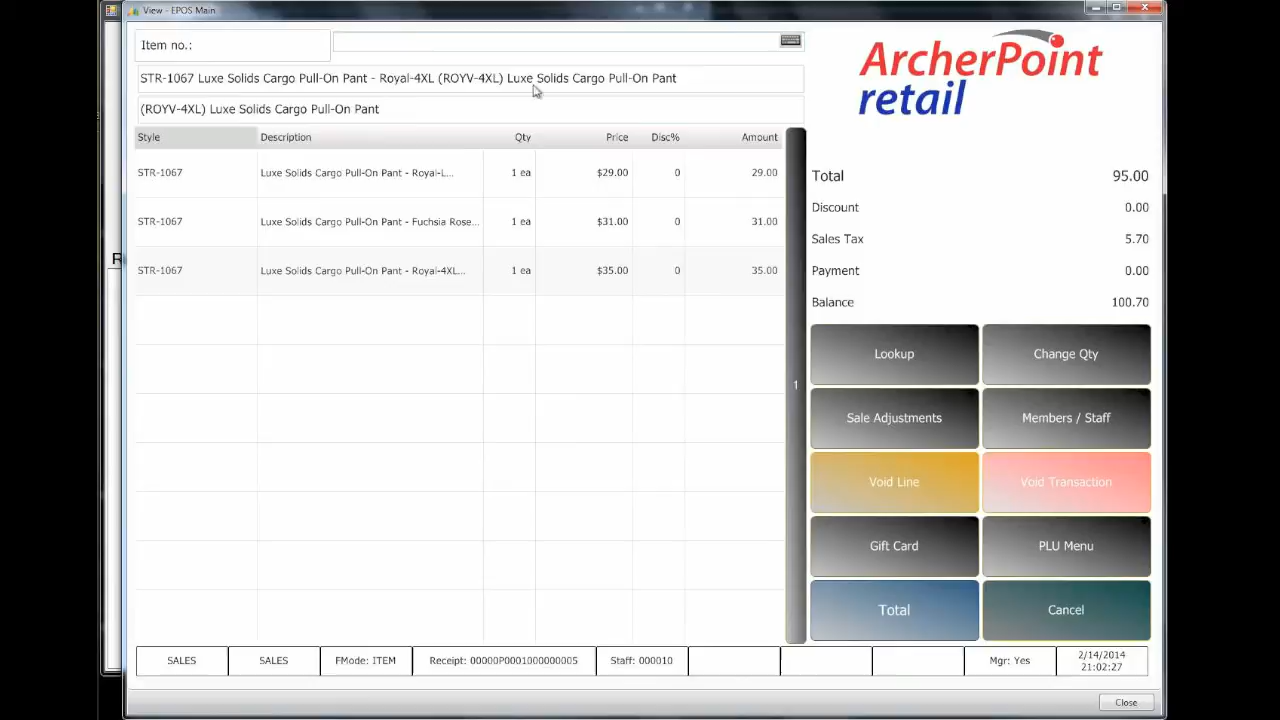 View - EPOS Main
Item no.:
STR-1067 Luxe Solids Cargo Pull-On Pant - Royal-4XL (ROYV-4XL) Luxe Solids Cargo Pull-On Pant
(ROYV-4XL) Luxe Solids Cargo Pull-On Pant
ArcherPoint
retail
Style Description Qty Price Disc% Amount
STR-1067 Luxe Solids Cargo Pull-On Pant - Royal-L... 1 ea $29.00 0 29.00
STR-1067 Luxe Solids Cargo Pull-On Pant - Fuchsia Rose... 1 ea $31.00 0 31.00
STR-1067 Luxe Solids Cargo Pull-On Pant - Royal-4XL... 1 ea $35.00 0 35.00
1
Total 95.00
Discount 0.00
Sales Tax 5.70
Payment 0.00
Balance 100.70
Lookup Change Qty
Sale Adjustments Members / Staff
Void Line Void Transaction
Gift Card PLU Menu
Total Cancel
SALES SALES FMode: ITEM Receipt: 00000P0001000000005 Staff: 000010 Mgr: Yes 2/14/2014
21:02:27
Close